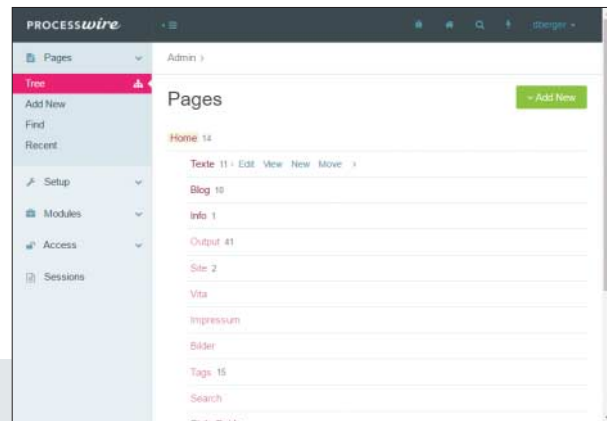 PROCESSwire
dberger
Pages
Tree
Add New
Find
Recent
Setup
Modules
Access
Sessions
Admin >
Pages
+ Add New
Home 14
Texte 11 Edit View New Move >
Blog 10
Info 1
Output 41
Site 2
Vita
Impressum
Bilder
Tags 15
Search